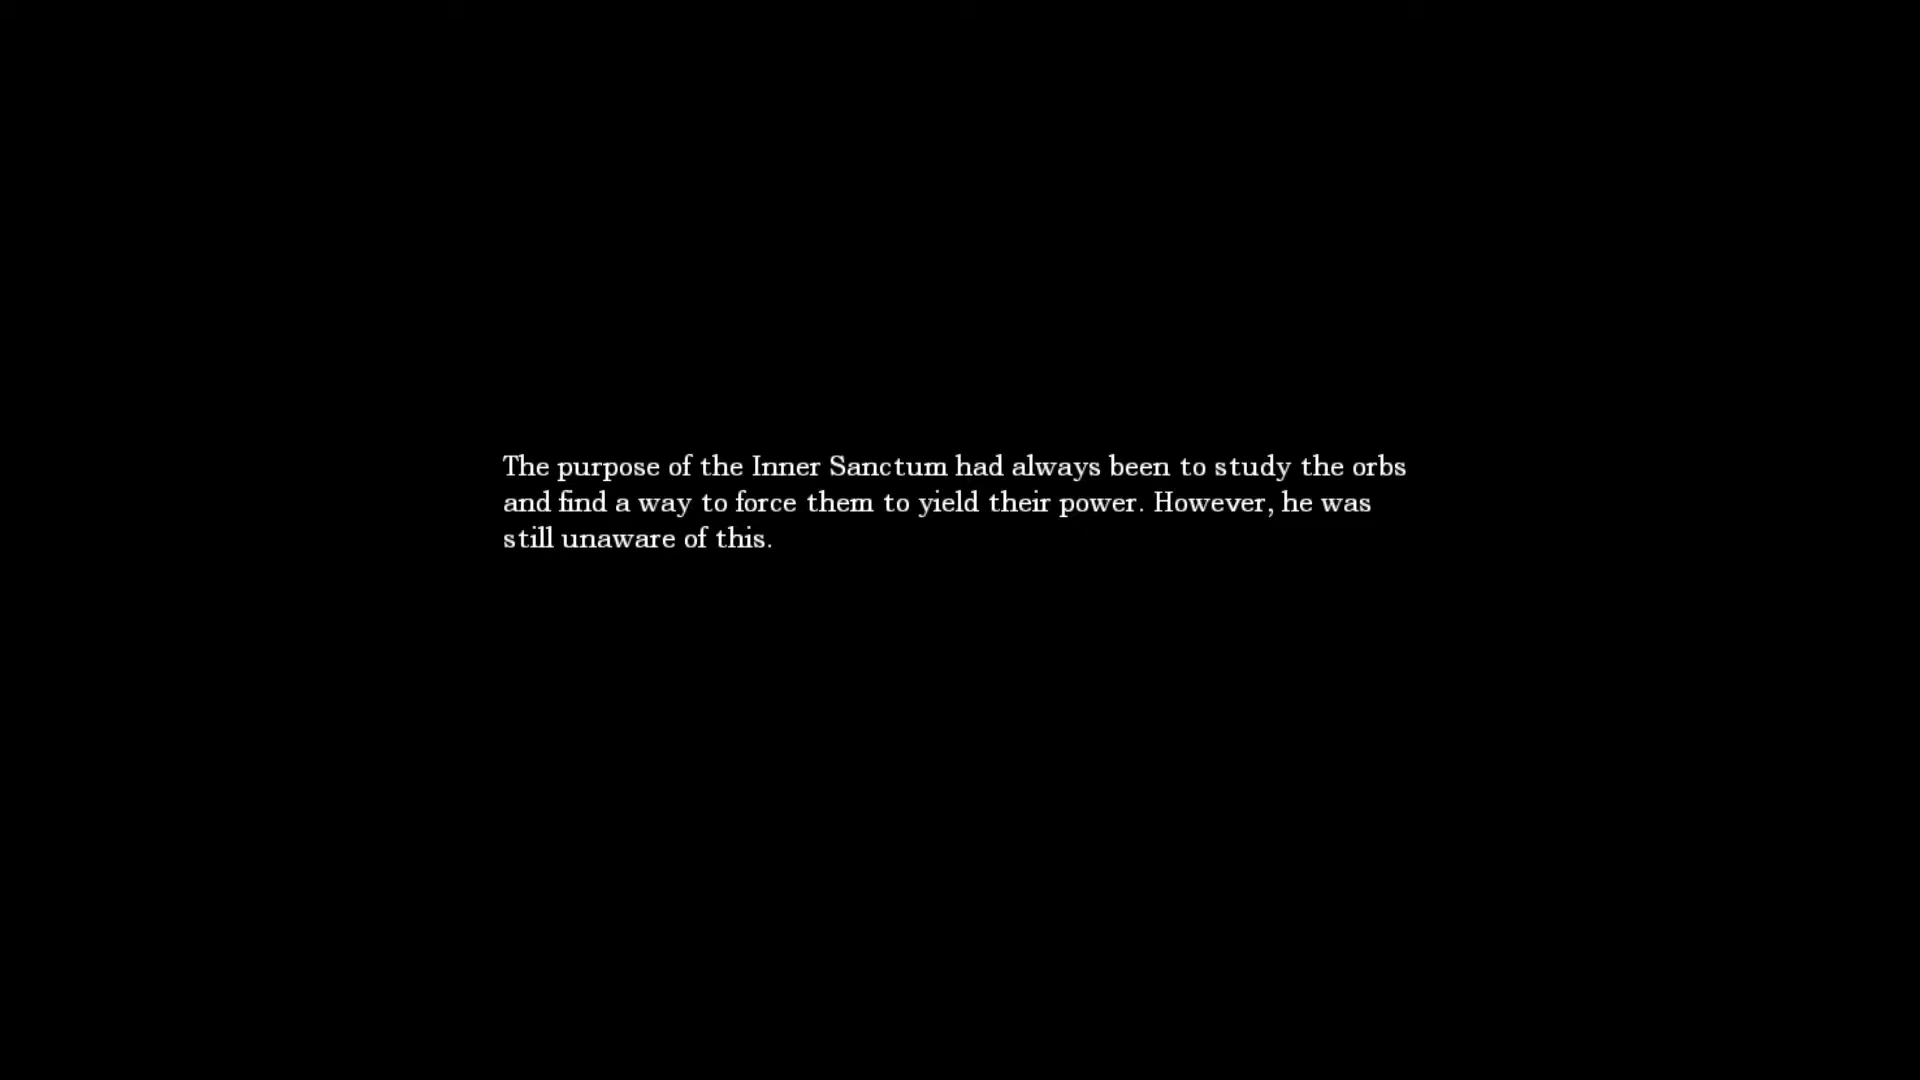 The purpose of the Inner Sanctum had always been to study the orbs
and find a way to force them to yield their power. However, he was
still unaware of this.